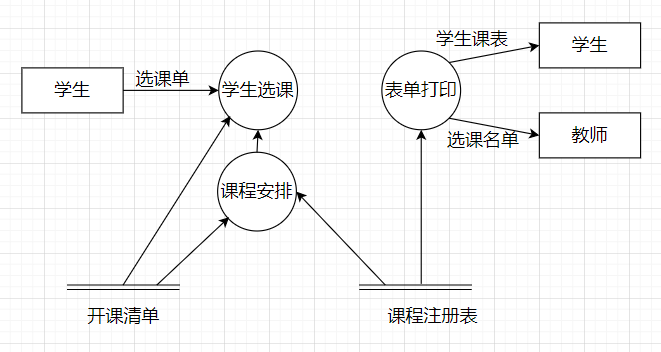 学生课表
学生
选课单
学生
学生选课
表单打印
选课名单
教师
课程安排
开课清单
课程注册表